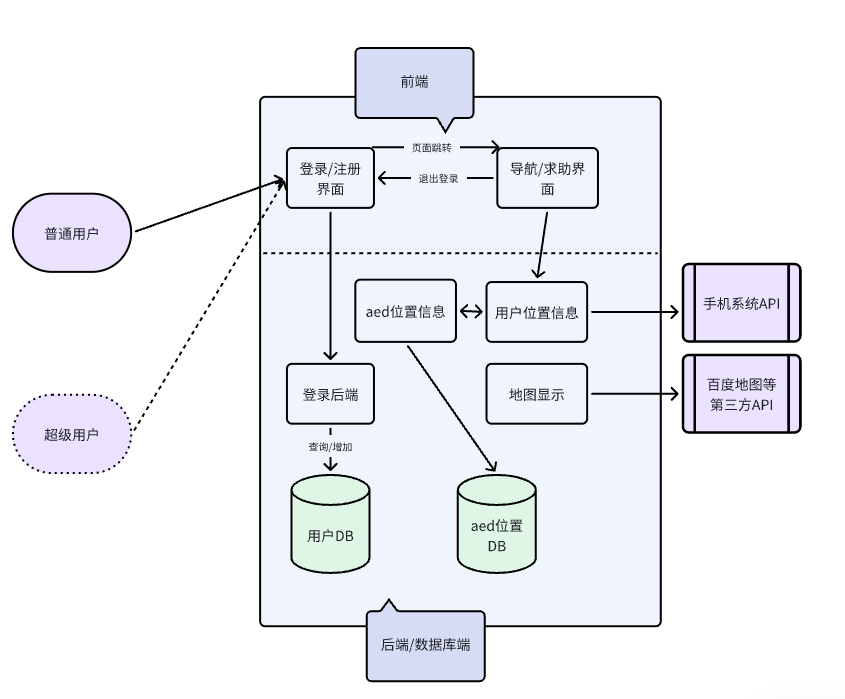 前端
登录/注册
界面
页面跳转
退出登录
导航/求助界
面
普通用户
超级用户
aed位置信息
用户位置信息
手机系统API
登录后端
地图显示
百度地图等
第三方API
查询/增加
用户DB
aed位置
DB
后端/数据库端